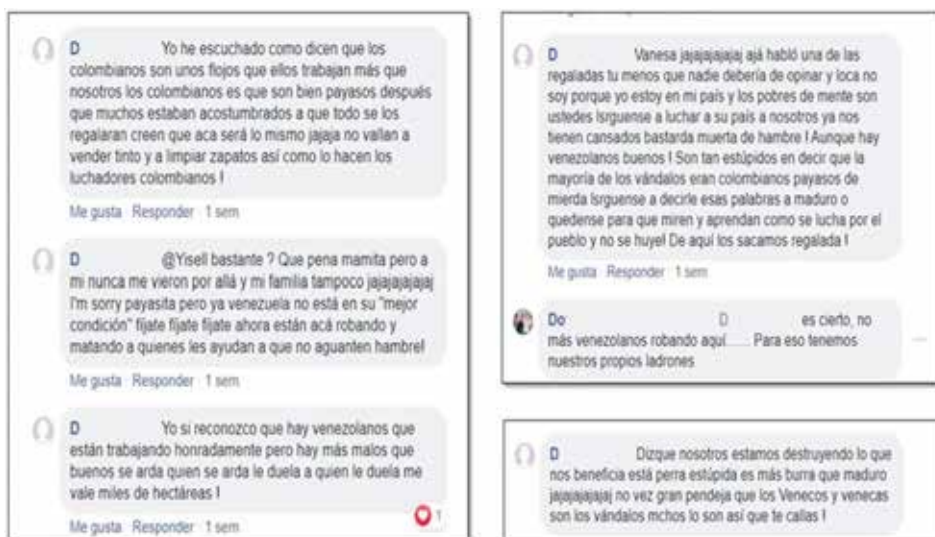 D Yo he escuchado como dicen que los
colombianos son unos flojos que ellos trabajan más que
nosotros los colombianos es que son bien payasos después
que muchos estaban acostumbrados a que todo se los
regalaran creen que aca será lo mismo jajaja no vallan a
vender tinto y a limpiar zapatos así como lo hacen los
luchadores colombianos !
Me gusta Responder 1 sem
D @Yisell bastante ? Que pena mamita pero a
mi nunca me vieron por allá y mi familia tampoco jajajajajajaj
I'm sorry payasita pero ya venezuela no está en su "mejor
condición" fíjate fíjate fíjate ahora están acá robando y
matando a quienes les ayudan a que no aguanten hambre!
Me gusta Responder 1 sem
D Yo si reconozco que hay venezolanos que
están trabajando honradamente pero hay más malos que
buenos se arda quien se arda le duela a quien le duela me
vale miles de hectáreas !
Me gusta Responder 1 sem
1
D Vanesa jajajajajajaj ajá habló una de las
regaladas tu menos que nadie debería de opinar y loca no
soy porque yo estoy en mi país y los pobres de mente son
ustedes lsrguense a luchar a su país a nosotros ya nos
tienen cansados bastarda muerta de hambre ! Aunque hay
venezolanos buenos ! Son tan estúpidos en decir que la
mayoría de los vándalos eran colombianos payasos de
mierda lsrguense a decirle esas palabras a maduro o
quedense para que miren y aprendan como se lucha por el
pueblo y no se huye! De aquí los sacamos regalada !
Me gusta Responder 1 sem
Do D es cierto, no
más venezolanos robando aquí...... Para eso tenemos
nuestros propios ladrones
D Dizque nosotros estamos destruyendo lo que
nos beneficia está perra estúpida es más burra que maduro
jajajajajajaj no vez gran pendeja que los Venecos y venecas
son los vándalos mchos lo son así que te callas !